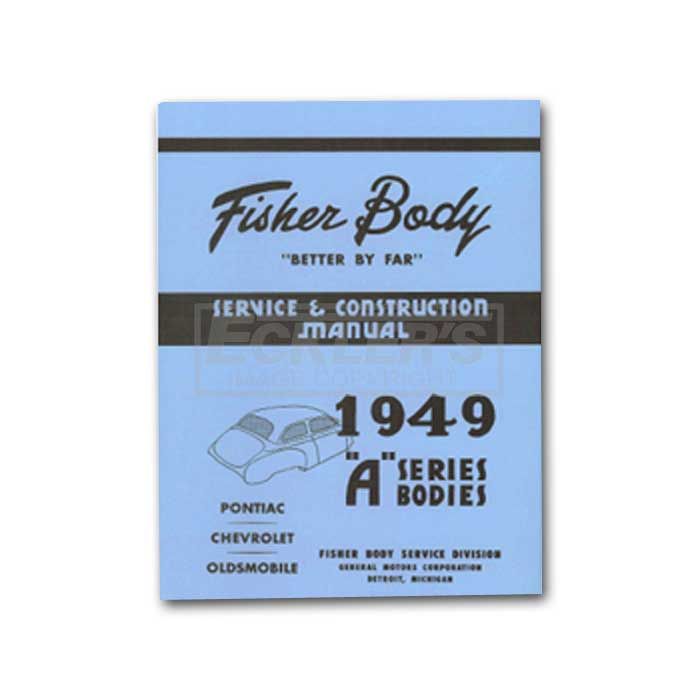 Fisher Body
"BETTER BY FAR"
SERVICE & CONSTRUCTION
MANUAL
ECKLER'S
IMAGE COPYRIGHT
1949
"A" SERIES
BODIES
PONTIAC
CHEVROLET
OLDSMOBILE
FISHER BODY SERVICE DIVISION
GENERAL MOTORS CORPORATION
DETROIT, MICHIGAN